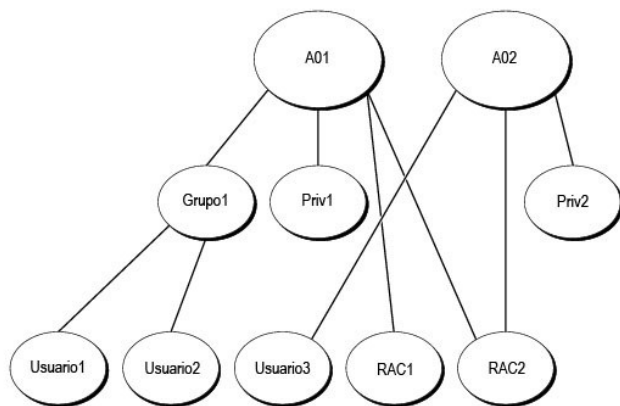 A01
A02
Grupo1
Priv1
Priv2
Usuario1
Usuario2
Usuario3
RAC1
RAC2